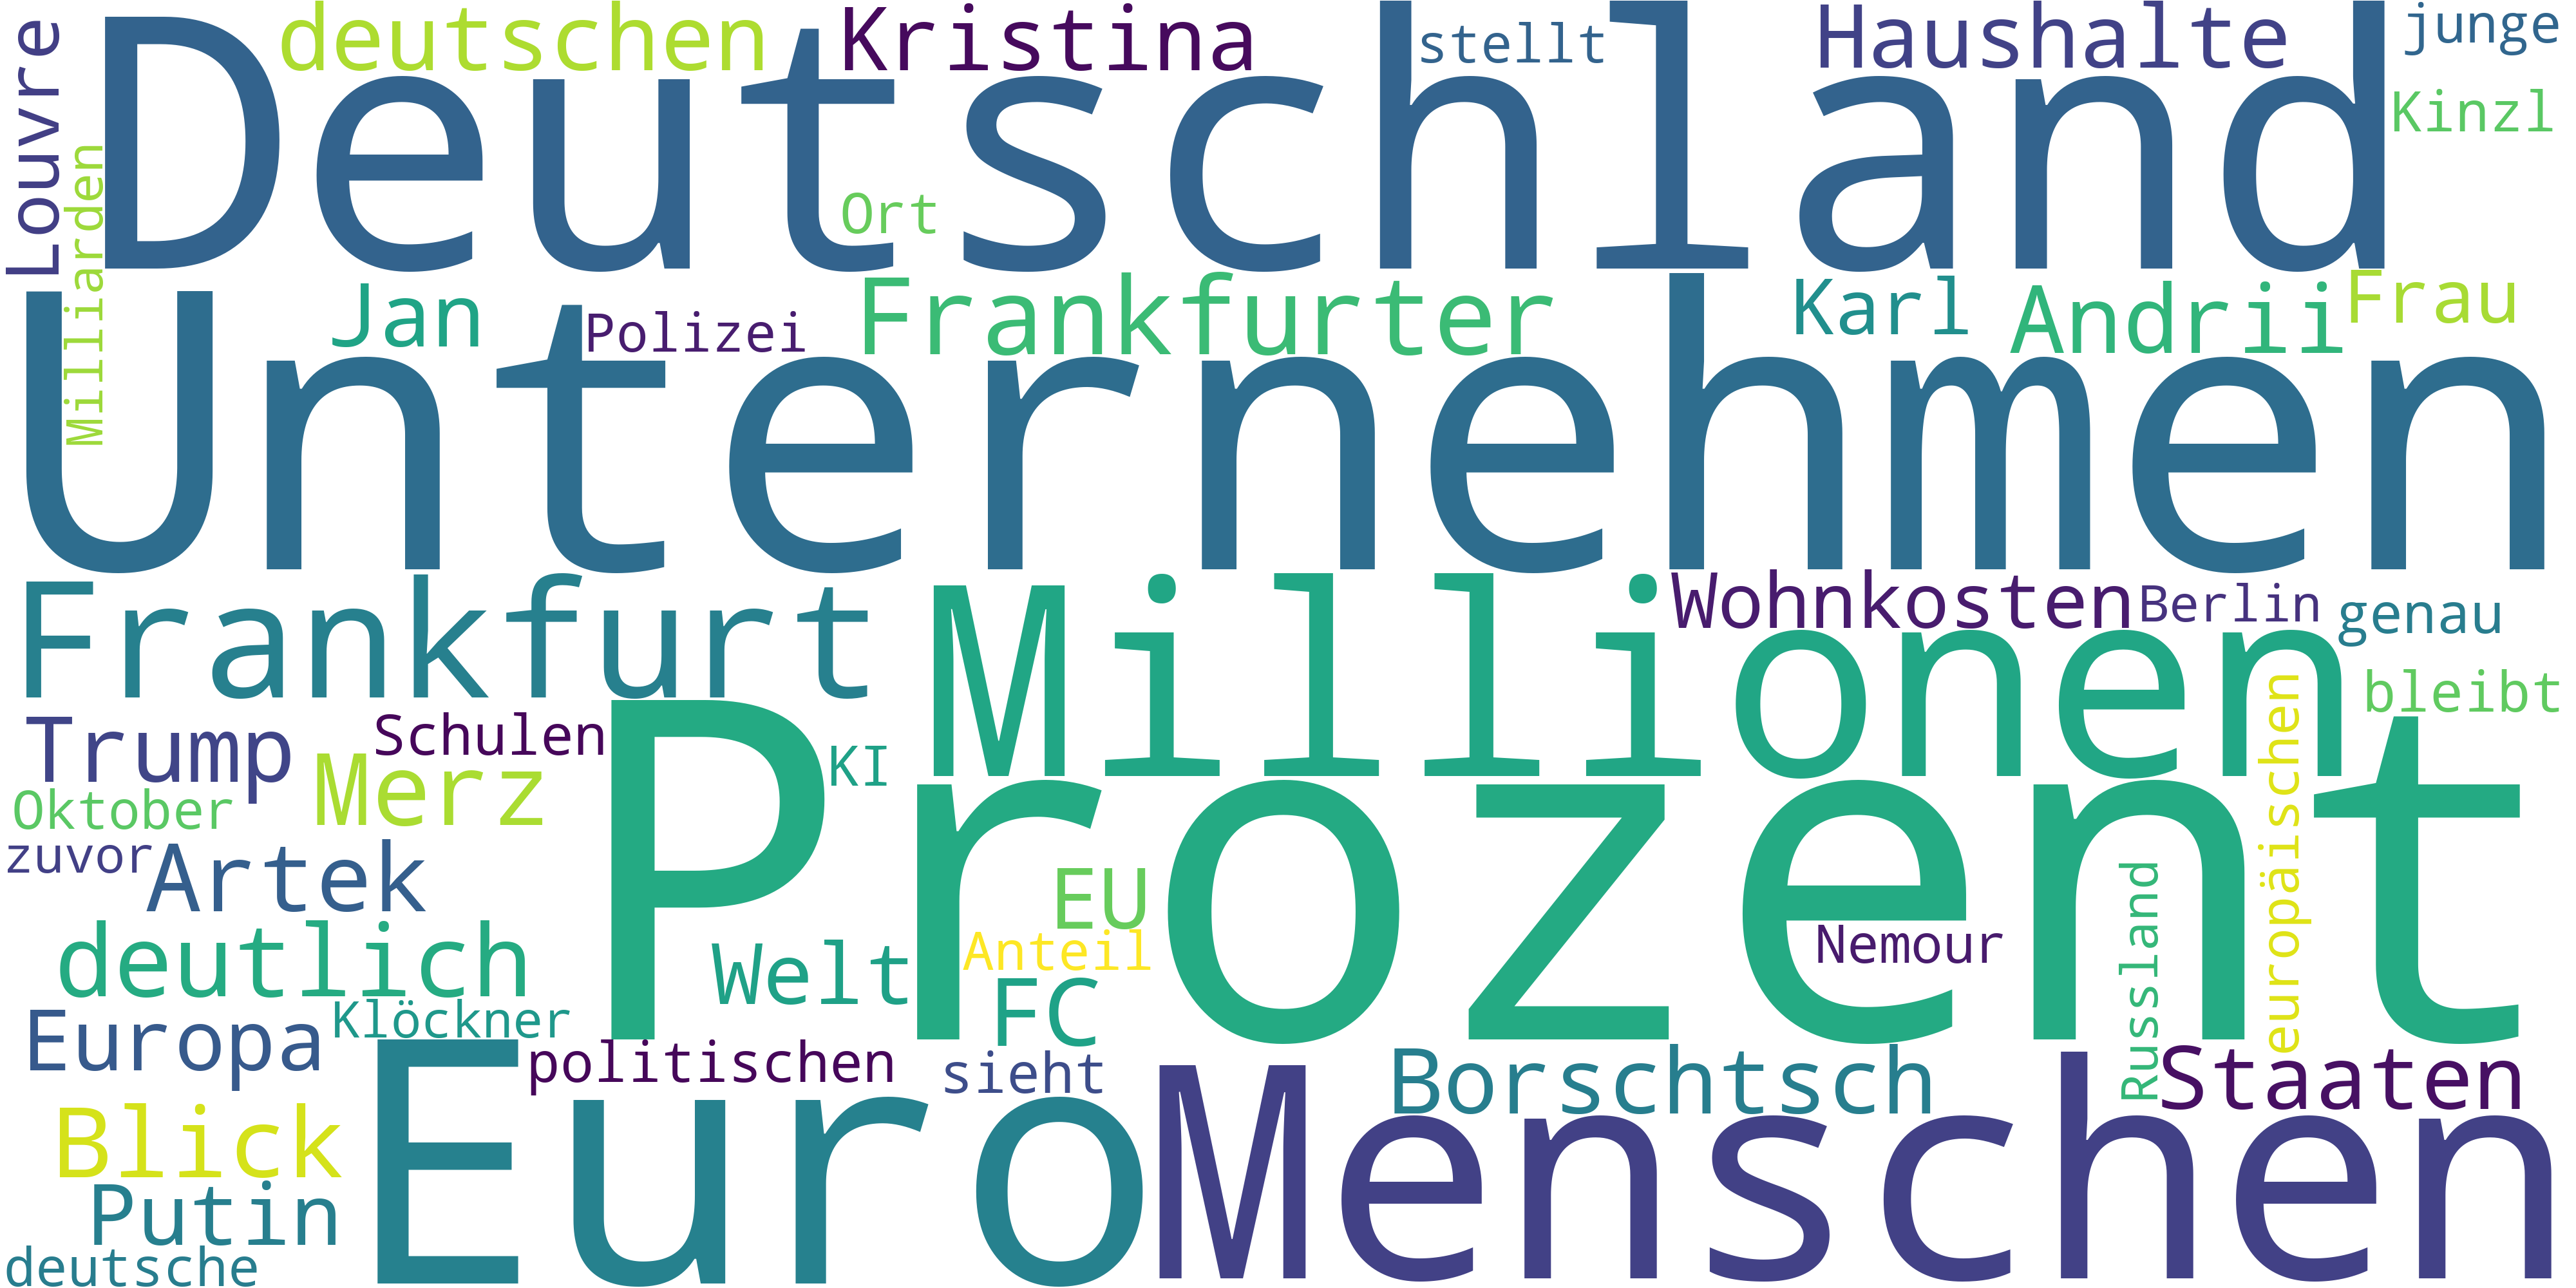 Louvre
deutschen
Kristina
stellt
Haushalte
junge
Deutschland
Kinzl
Milliarden
Ort
Jan
Polizei
Frankfurter
Karl
Andrii
Frau
Unternehmen
Frankfurt
Millionen
Wohnkosten
Berlin
genau
bleibt
Trump
Schulen
KI
Merz
Oktober
Prozent
europäischen
zuvor
Artek
EU
deutlich
Welt
Anteil
Nemour
Russland
Europa
Klöckner
FC
politischen
sieht
Borschtsch
Staaten
Blick
Euro
Menschen
Putin
deutsche